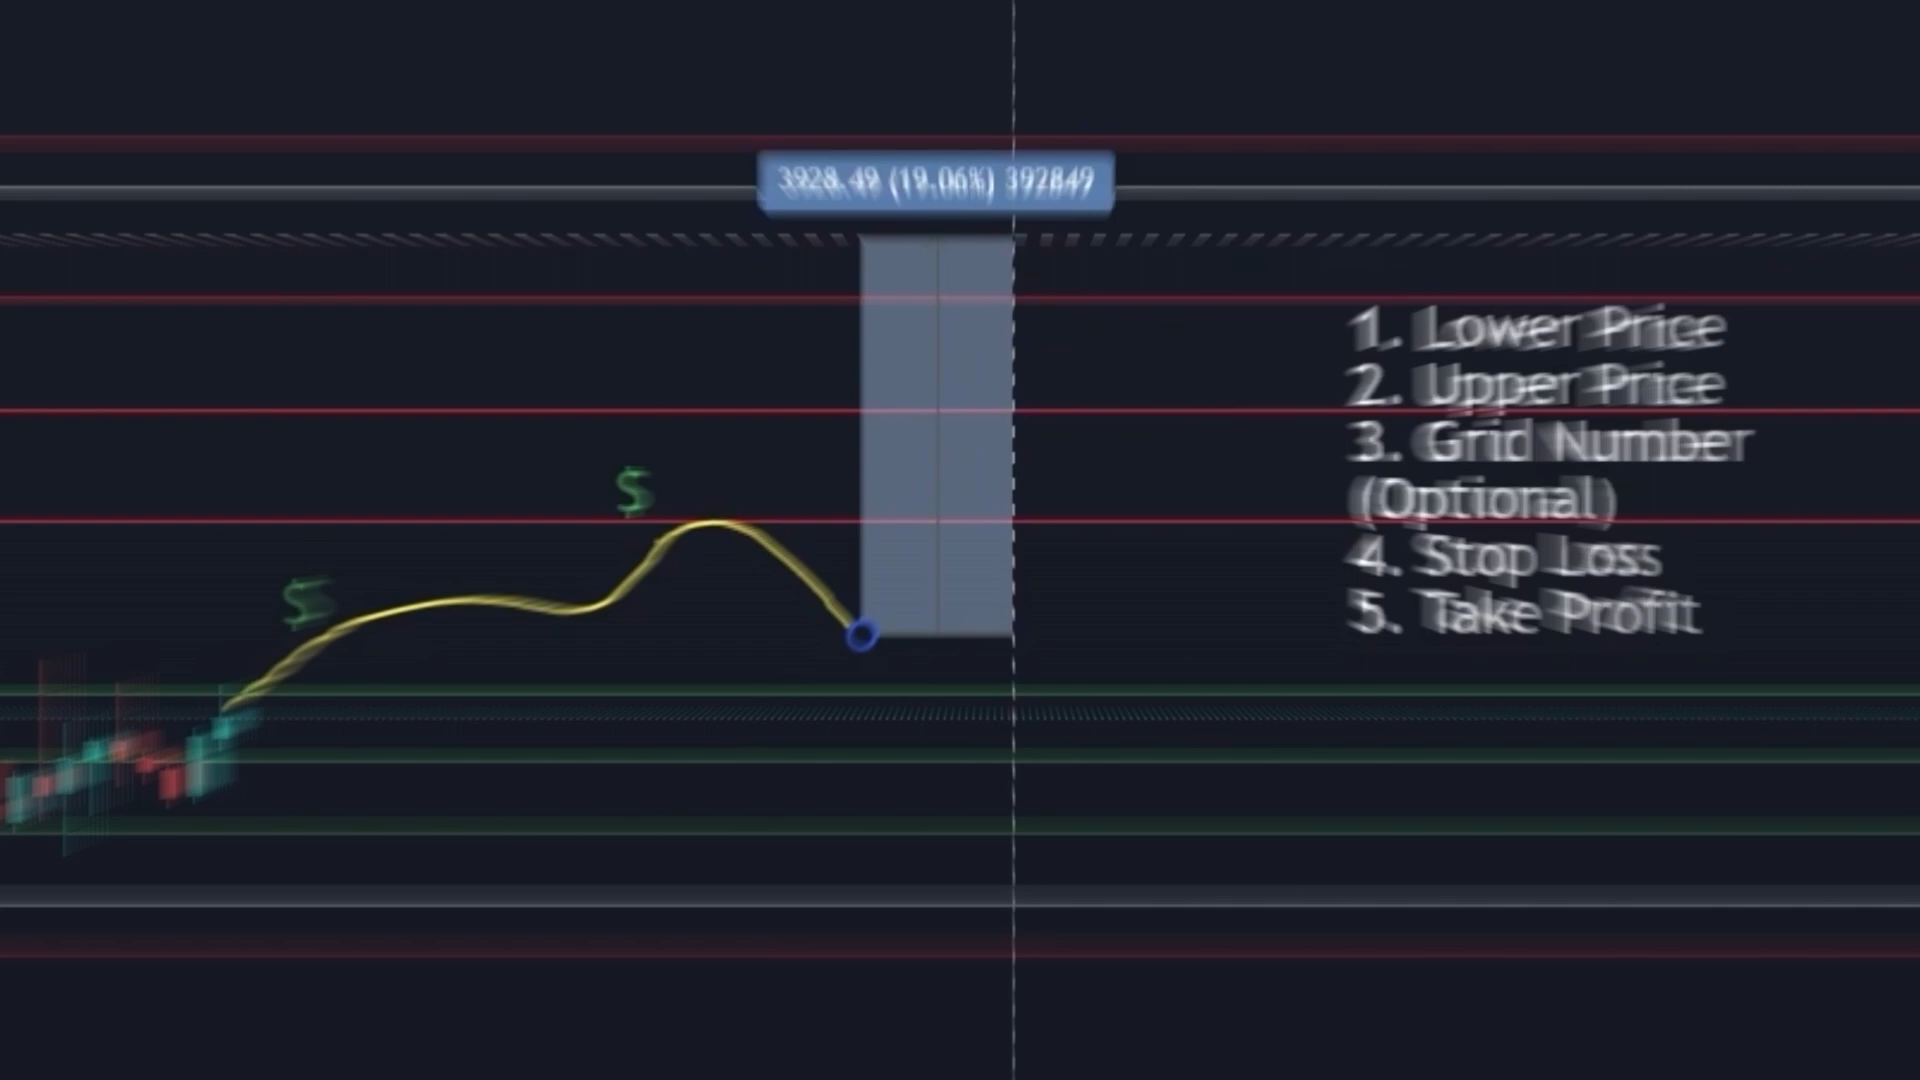 3928.49 (19.06%) 392849
1. Lower Price
2. Upper Price
3. Grid Number
(Optional)
4. Stop Loss
5. Take Profit
$
$